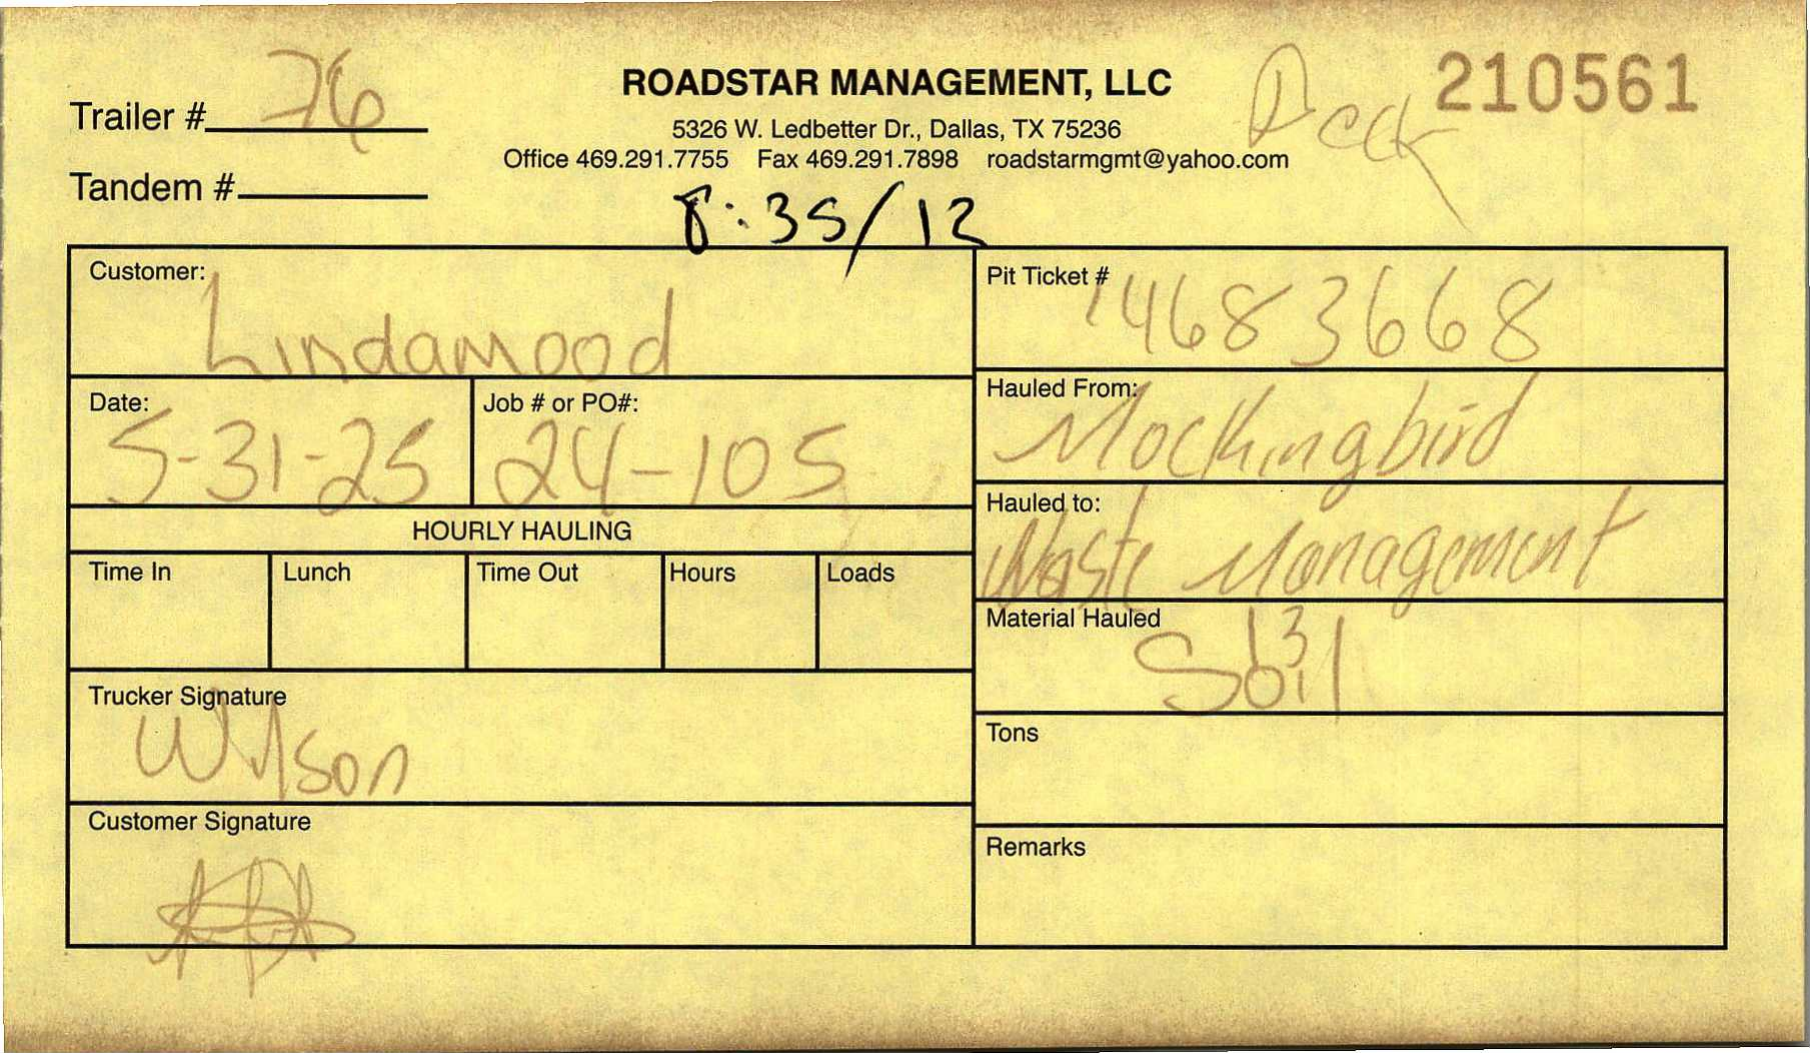 Trailer # 76
ROADSTAR MANAGEMENT, LLC
210561
5326 W. Ledbetter Dr., Dallas, TX 75236
Office 469.291.7755 Fax 469.291.7898 roadstarmgmt@yahoo.com
Tandem #
8:35/12
Customer:
Lindamood
Pit Ticket #
14683668
Date:
5-31-25
Job # or PO#:
24-105
Hauled From:
Mockingbird
Hauled to:
Waste Management
HOURLY HAULING
Time In Lunch Time Out Hours Loads
Material Hauled
13
Soil
Trucker Signature
Wilson
Tons
Customer Signature
Remarks